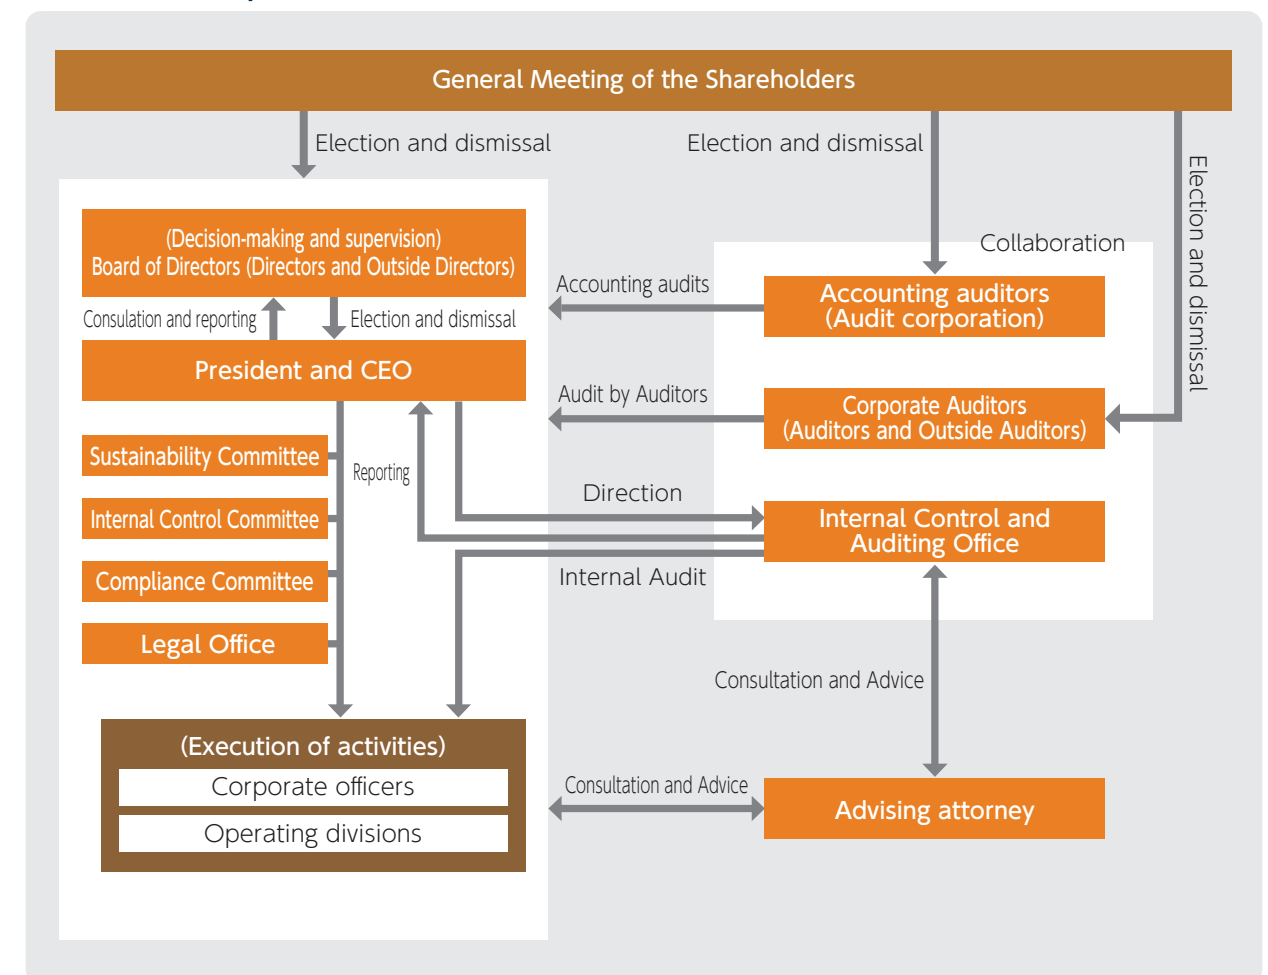 General Meeting of the Shareholders
Election and dismissal
Election and dismissal
Election and dismissal
(Decision-making and supervision)
Board of Directors (Directors and Outside Directors)
Consulation and reporting
Election and dismissal
President and CEO
Sustainability Committee
Internal Control Committee
Compliance Committee
Legal Office
Reporting
(Execution of activities)
Corporate officers
Operating divisions
Accounting audits
Audit by Auditors
Direction
Internal Audit
Collaboration
Accounting auditors
(Audit corporation)
Corporate Auditors
(Auditors and Outside Auditors)
Internal Control and
Auditing Office
Consultation and Advice
Consultation and Advice
Advising attorney